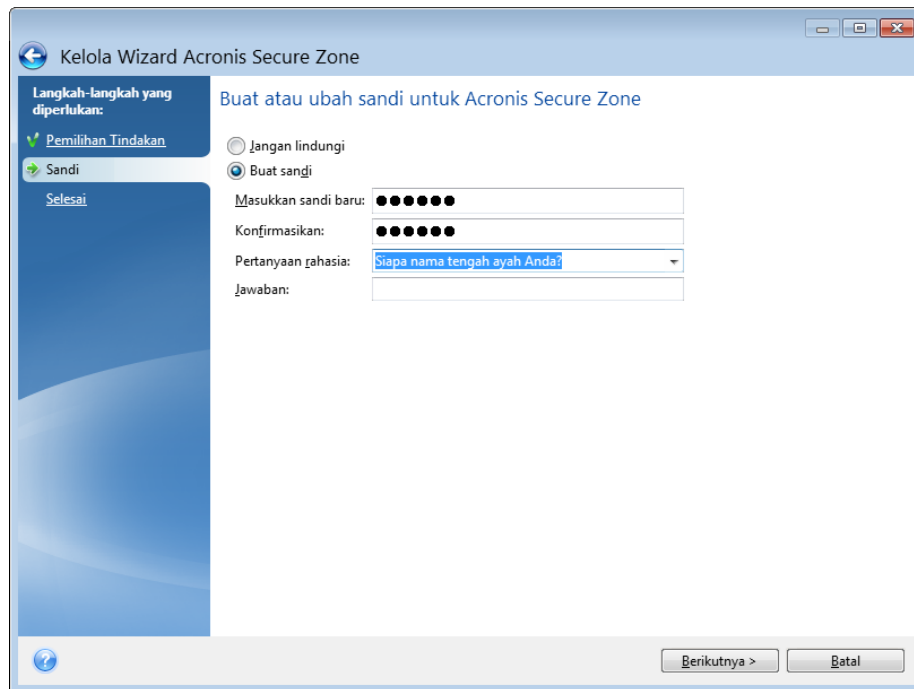 Kelola Wizard Acronis Secure Zone
Langkah-langkah yang
diperlukan:
Pemilihan Tindakan
Sandi
Selesai
Buat atau ubah sandi untuk Acronis Secure Zone
Jangan lindungi
Buat sandi
Masukkan sandi baru: ●●●●●●
Konfirmasikan: ●●●●●●
Pertanyaan rahasia: Siapa nama tengah ayah Anda?
Jawaban:
Berikutnya >
Batal